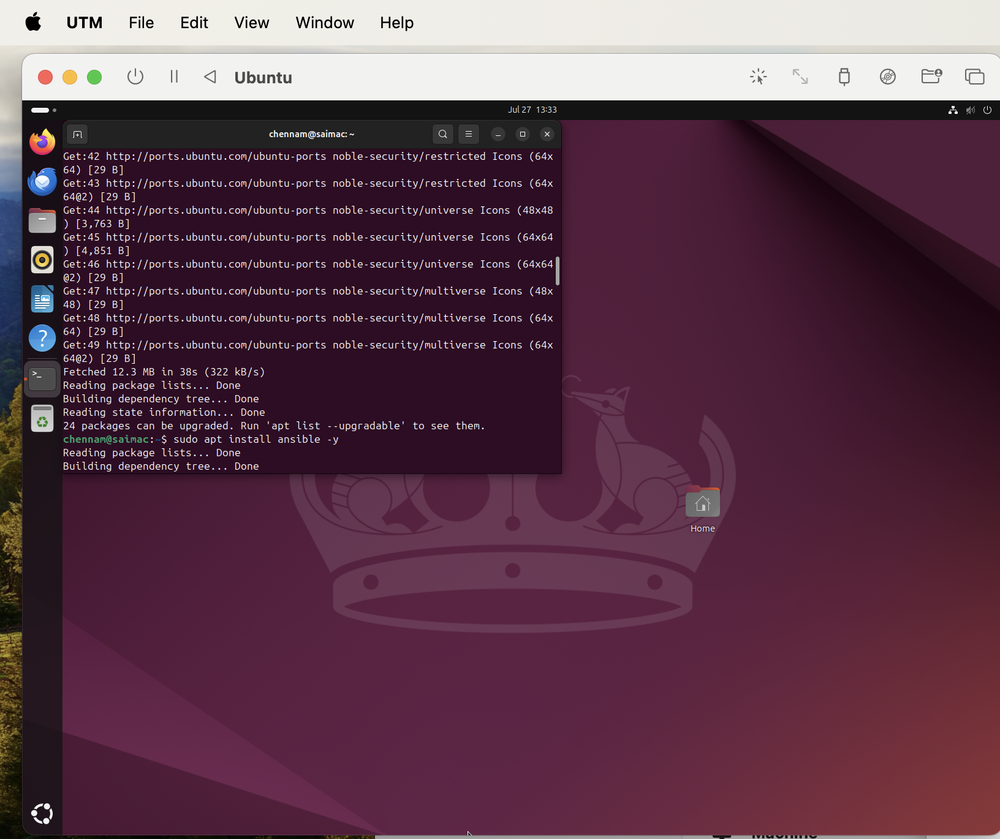 UTM File Edit View Window Help
Ubuntu
Jul 27 13:33
chennam@saimac: ~
Get:42 http://ports.ubuntu.com/ubuntu-ports noble-security/restricted Icons (64x
64) [29 B]
Get:43 http://ports.ubuntu.com/ubuntu-ports noble-security/restricted Icons (64x
64@2) [29 B]
Get:44 http://ports.ubuntu.com/ubuntu-ports noble-security/universe Icons (48x48
) [3,763 B]
Get:45 http://ports.ubuntu.com/ubuntu-ports noble-security/universe Icons (64x64
) [4,851 B]
Get:46 http://ports.ubuntu.com/ubuntu-ports noble-security/universe Icons (64x64
@2) [29 B]
Get:47 http://ports.ubuntu.com/ubuntu-ports noble-security/multiverse Icons (48x
48) [29 B]
Get:48 http://ports.ubuntu.com/ubuntu-ports noble-security/multiverse Icons (64x
64) [29 B]
Get:49 http://ports.ubuntu.com/ubuntu-ports noble-security/multiverse Icons (64x
64@2) [29 B]
Fetched 12.3 MB in 38s (322 kB/s)
Reading package lists... Done
Building dependency tree... Done
Reading state information... Done
24 packages can be upgraded. Run 'apt list --upgradable' to see them.
chennam@saimac:~$ sudo apt install ansible -y
Reading package lists... Done
Building dependency tree... Done
Home